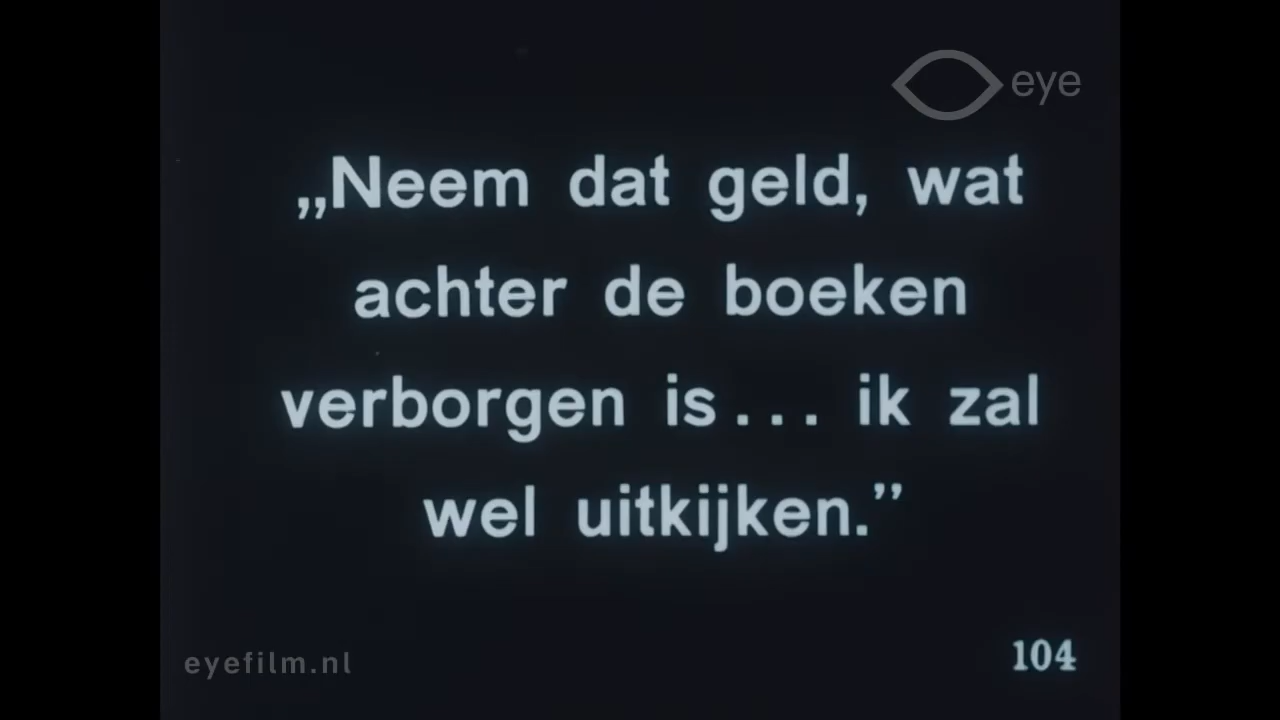 eye
„Neem dat geld, wat
achter de boeken
verborgen is... ik zal
wel uitkijken.”
eyefilm.nl
104